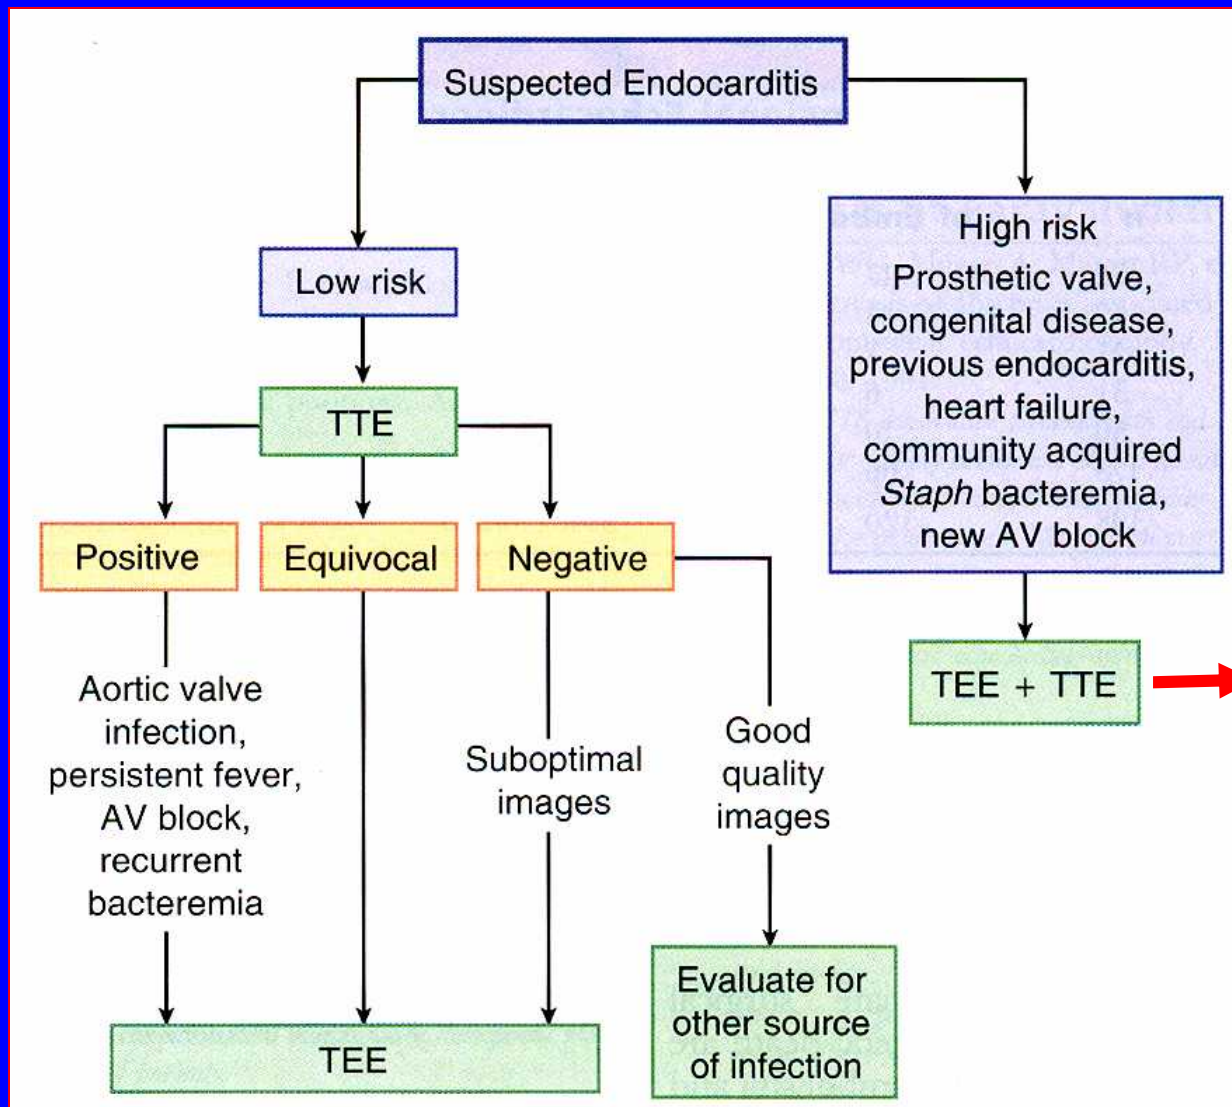 Suspected Endocarditis
Low risk
High risk
Prosthetic valve,
congenital disease,
previous endocarditis,
heart failure,
community acquired
Staph bacteremia,
new AV block
TTE
Positive
Equivocal
Negative
TEE + TTE
Aortic valve
infection,
persistent fever,
AV block,
recurrent
bacteremia
Suboptimal
images
Good
quality
images
TEE
Evaluate for
other source
of infection